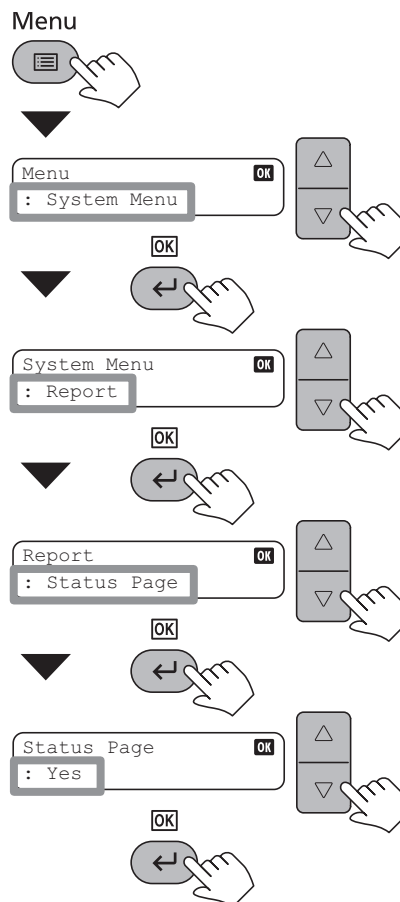 Menu
Menu OK
: System Menu
OK
System Menu OK
: Report
OK
Report OK
: Status Page
OK
Status Page OK
: Yes
OK